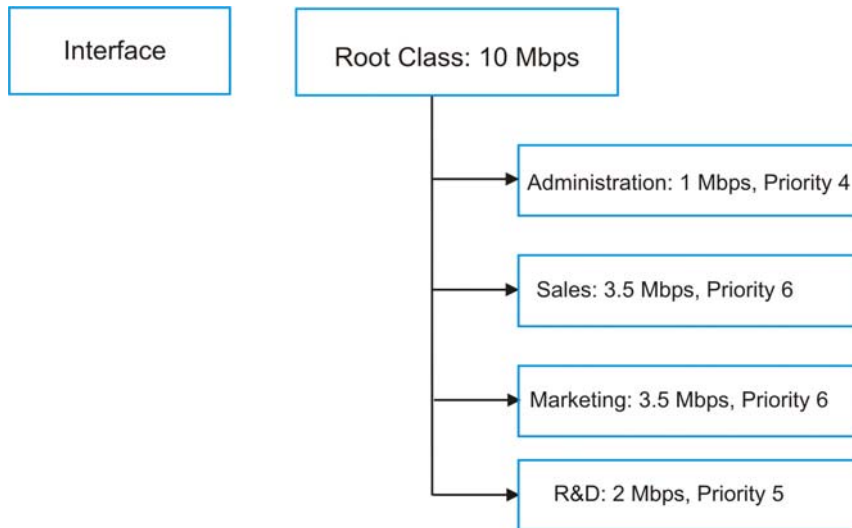 Interface
Root Class: 10 Mbps
Administration: 1 Mbps, Priority 4
Sales: 3.5 Mbps, Priority 6
Marketing: 3.5 Mbps, Priority 6
R&D: 2 Mbps, Priority 5